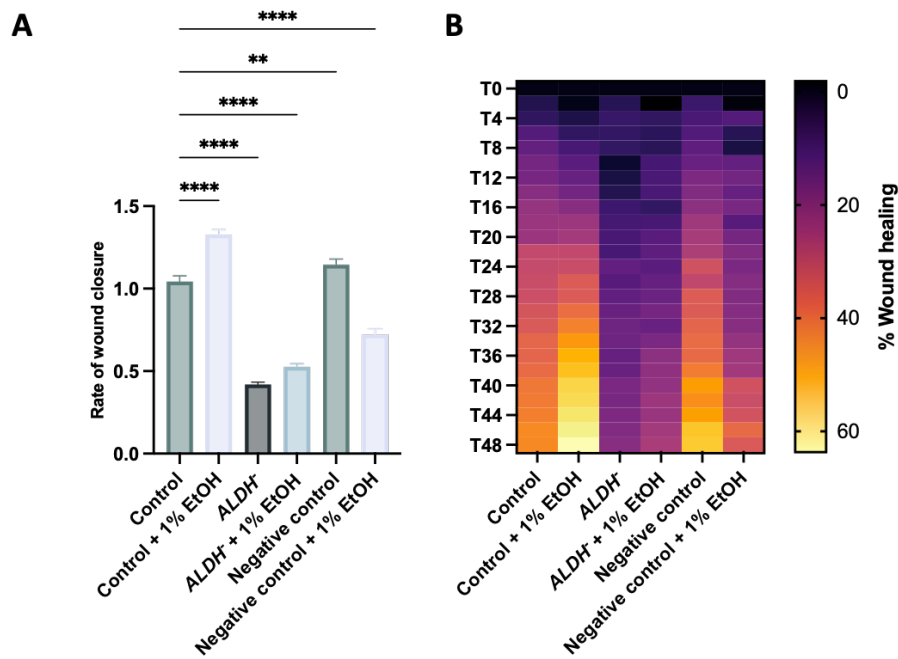 A
****
**
****
****
****
Rate of wound closure
1.5
1.0
0.5
0.0
Control
Control + 1% EtOH
ALDH⁻
ALDH⁻ + 1% EtOH
Negative control
Negative control + 1% EtOH
B
T0
T4
T8
T12
T16
T20
T24
T28
T32
T36
T40
T44
T48
Control
Control + 1% EtOH
ALDH⁻
ALDH⁻ + 1% EtOH
Negative control
Negative control + 1% EtOH
0
20
40
60
% Wound healing